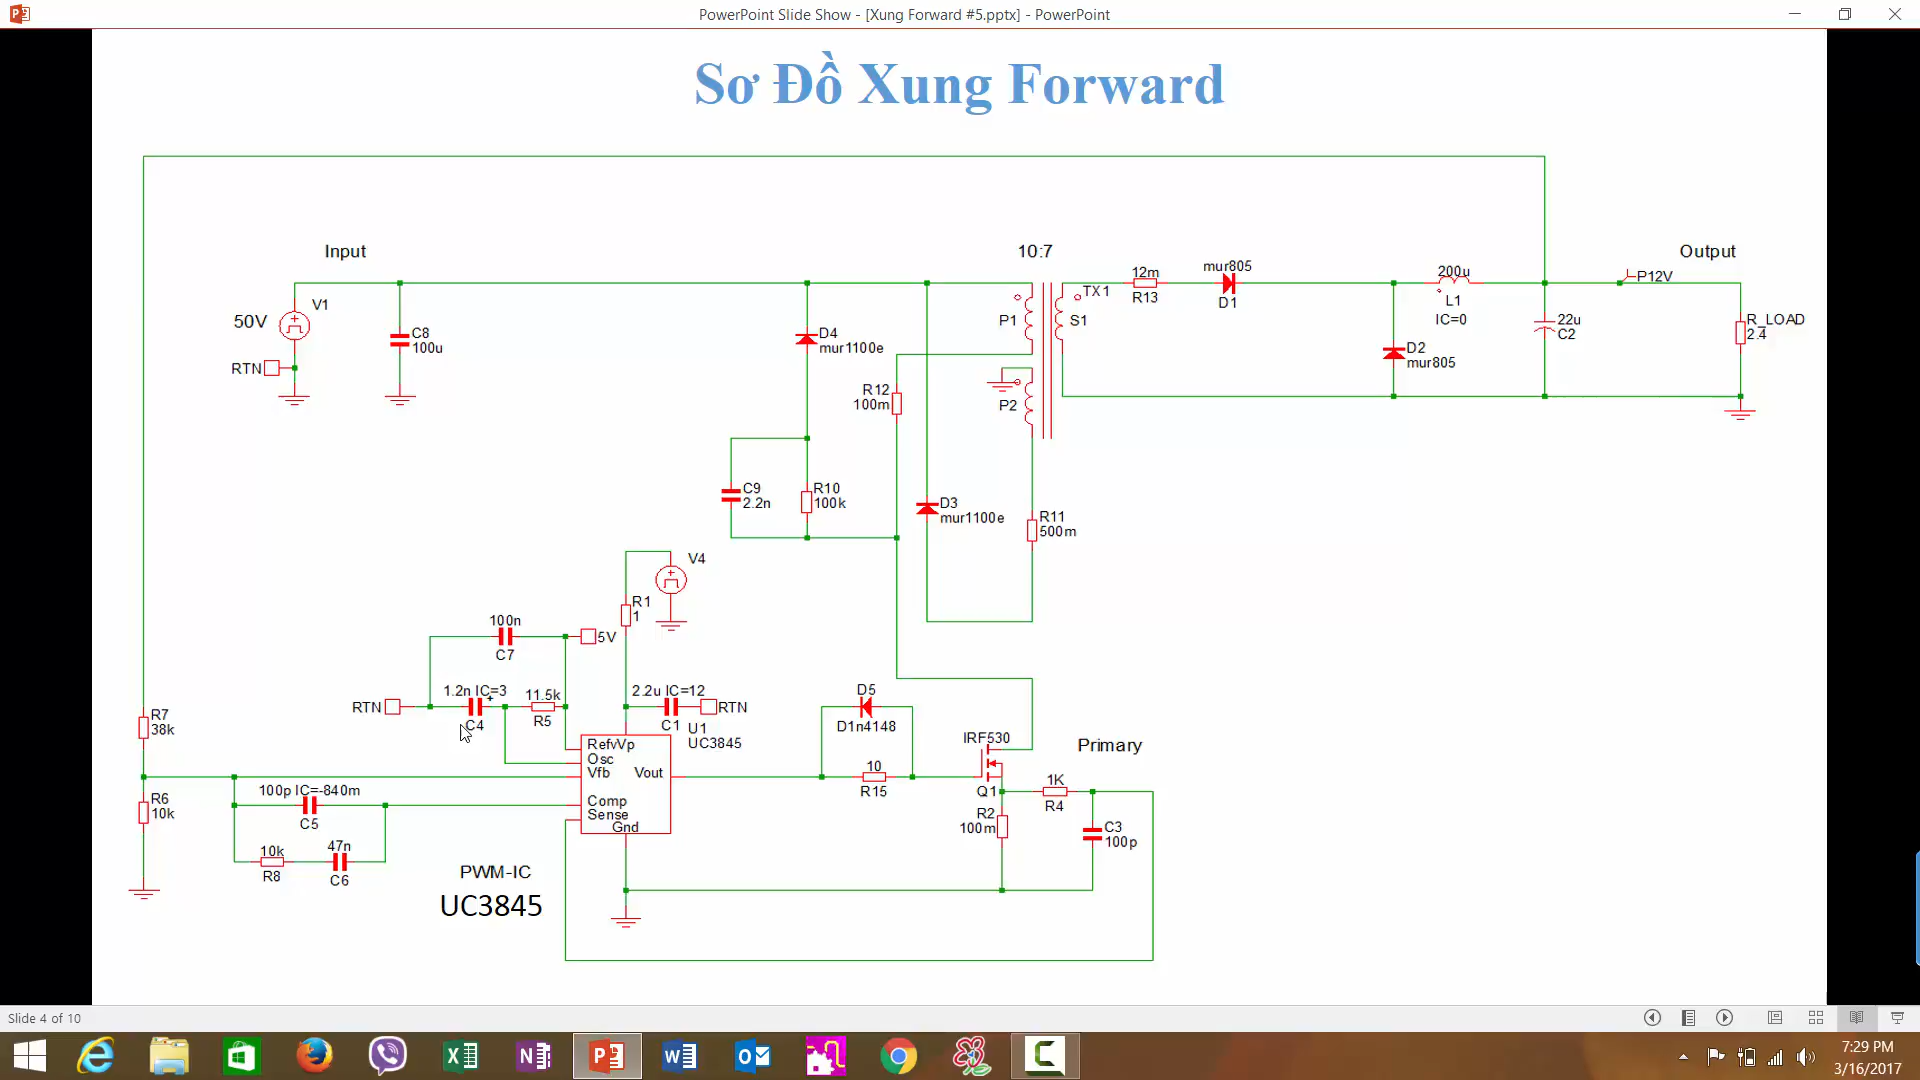 PowerPoint Slide Show - [Xung Forward #5.pptx] - PowerPoint
Sơ Đồ Xung Forward
Input
10:7
Output
50V
V1
RTN
C8
100u
D4
mur1100e
R12
100m
P1
TX1
S1
P2
12m
R13
mur805
D1
200u
L1
IC=0
P12V
22u
C2
R_LOAD
2.4
D2
mur805
C9
2.2n
R10
100k
D3
mur1100e
R11
500m
V4
R1
1
100n
C7
5V
RTN
1.2n IC=3
C4
11.5k
R5
2.2u IC=12
C1
RTN
U1
UC3845
Ref
Vp
Osc
Vfb
Vout
Comp
Sense
Gnd
R7
38k
R6
10k
100p IC=-840m
C5
10k
R8
47n
C6
PWM-IC
UC3845
D5
D1n4148
10
R15
IRF530
Q1
Primary
1K
R4
R2
100m
C3
100p
Slide 4 of 10
7:29 PM
3/16/2017